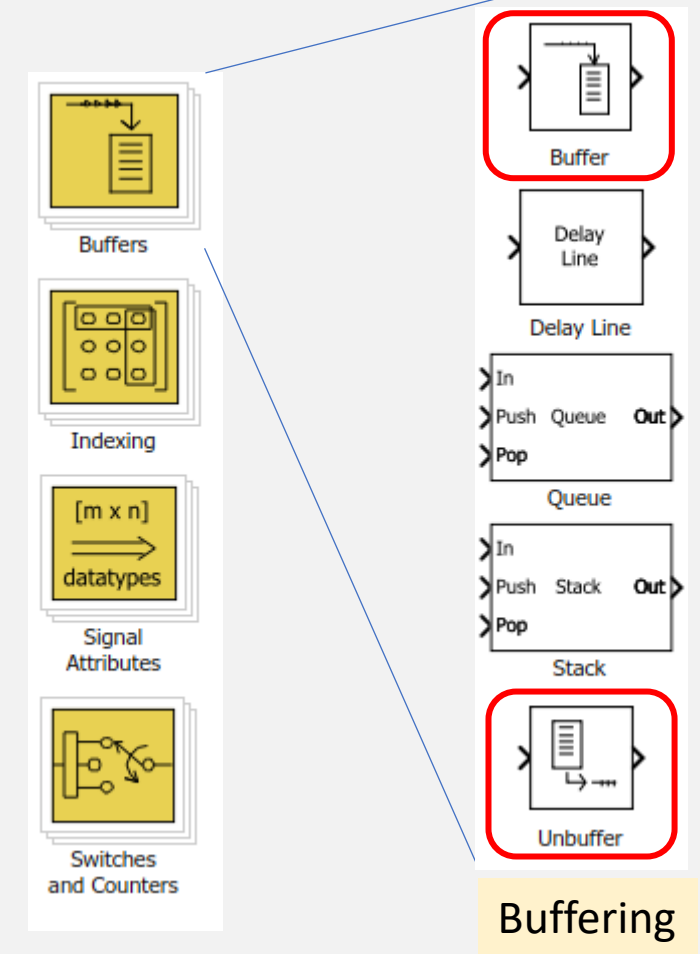 Buffers
Indexing
[m x n]
datatypes
Signal
Attributes
Switches
and Counters
Buffer
Delay
Line
Delay Line
In
Push Queue Out
Pop
Queue
In
Push Stack Out
Pop
Stack
Unbuffer
Buffering